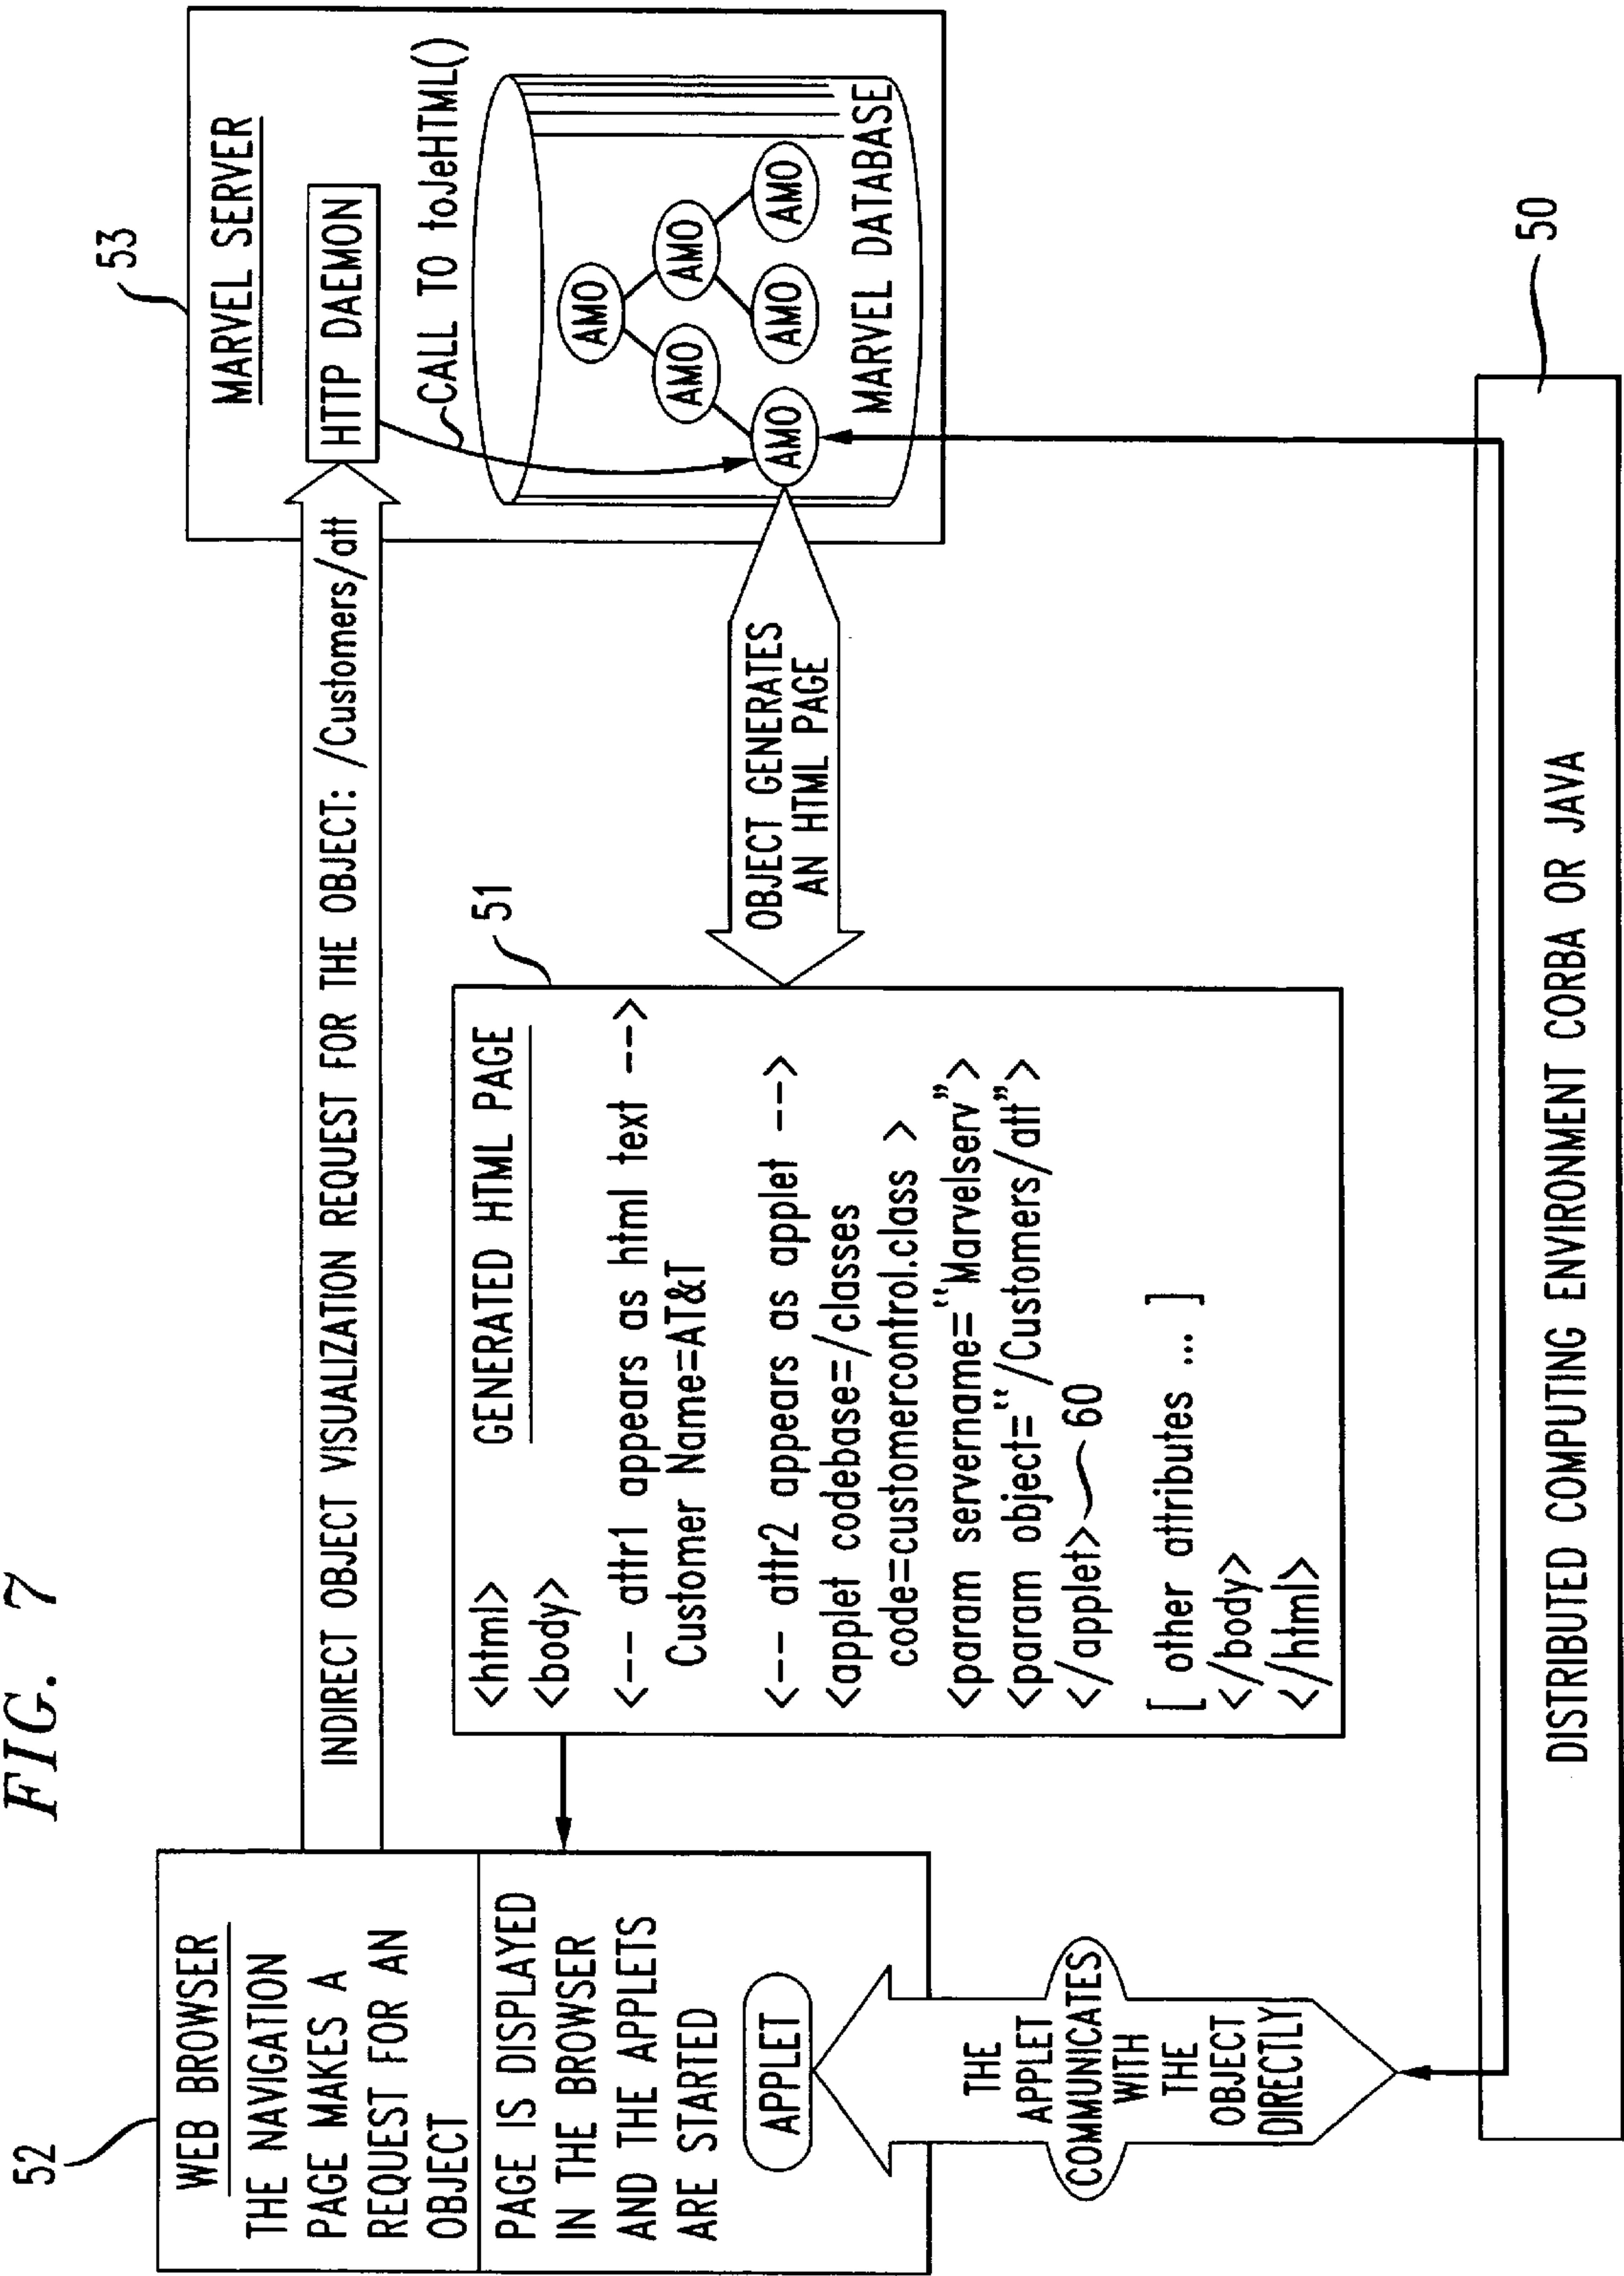 FIG. 7
52
WEB BROWSER
THE NAVIGATION
PAGE MAKES A
REQUEST FOR AN
OBJECT
PAGE IS DISPLAYED
IN THE BROWSER
AND THE APPLETS
ARE STARTED
APPLET
THE
APPLET
COMMUNICATES
WITH
THE
OBJECT
DIRECTLY
INDIRECT OBJECT VISUALIZATION REQUEST FOR THE OBJECT: /Customers/att
51
GENERATED HTML PAGE
<html>
<body>
<-- attr1 appears as html text -->
Customer Name=AT&T
<-- attr2 appears as applet -->
<applet codebase=/classes
code=customercontrol.class >
<param servername="Marvelserv">
<param object="/Customers/att">
</applet> 60
[ other attributes ... ]
</body>
</html>
OBJECT GENERATES
AN HTML PAGE
53
MARVEL SERVER
HTTP DAEMON
CALL TO toJeHTML()
AMO
AMO
AMO
AMO
AMO
AMO
MARVEL DATABASE
50
DISTRIBUTED COMPUTING ENVIRONMENT CORBA OR JAVA